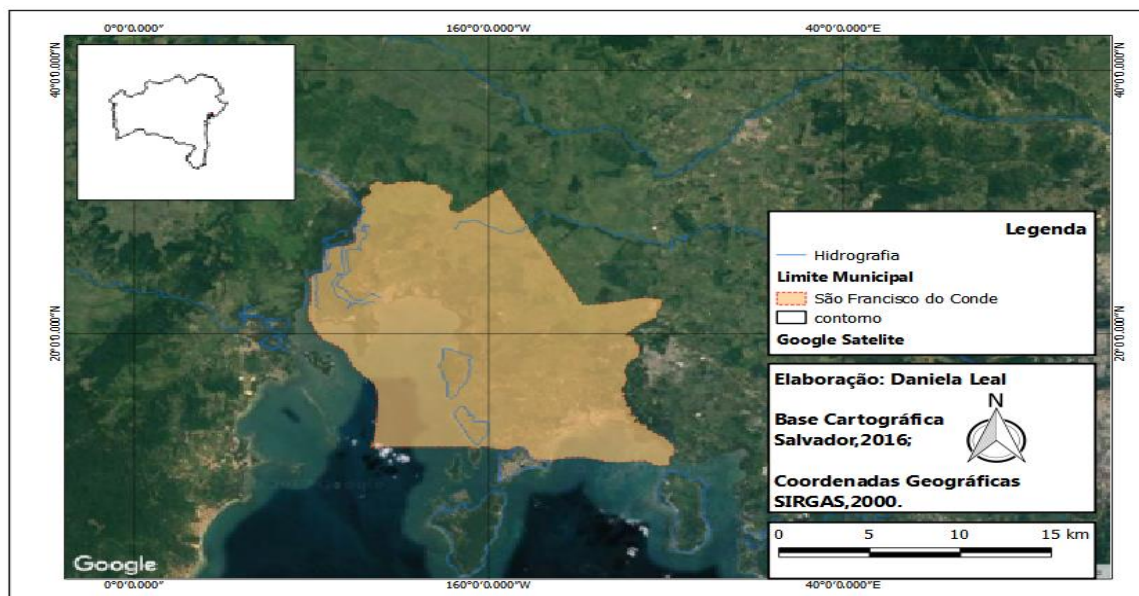 0°0'0.000"
160°0'0.000"W
40°0'0.000"E
40°0'0.000"N
40°0'0.000"N
Legenda
Hidrografia
Limite Municipal
São Francisco do Conde
contorno
Google Satelite
20°0'0.000"N
20°0'0.000"N
Elaboração: Daniela Leal
N
Base Cartográfica
Salvador,2016;
Coordenadas Geográficas
SIRGAS,2000.
0 5 10 15 km
Google
0°0'0.000"
160°0'0.000"W
40°0'0.000"E